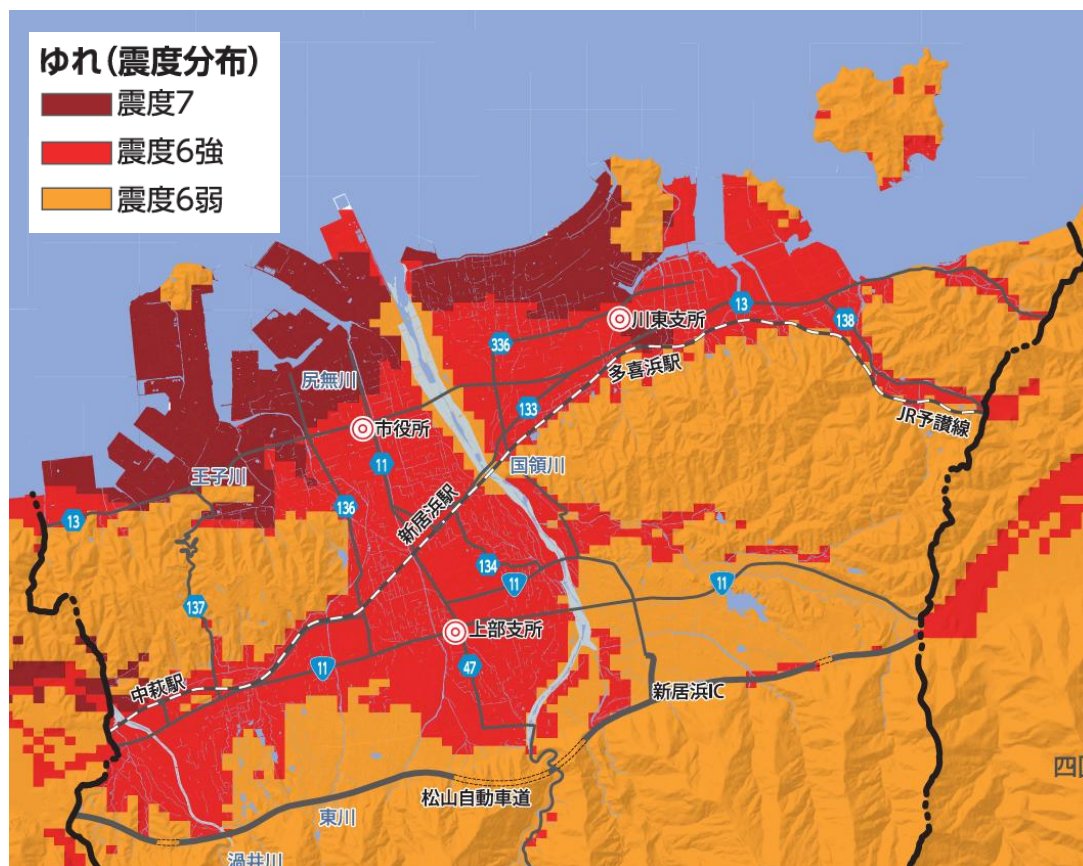 ゆれ(震度分布)
震度7
震度6強
震度6弱
川東支所
13
138
336
多喜浜駅
尻無川
133
JR予讃線
市役所
11
国領川
王子川
136
新居浜駅
13
134
11
11
137
上部支所
11
47
中萩駅
新居浜IC
四
松山自動車道
東川
渦井川